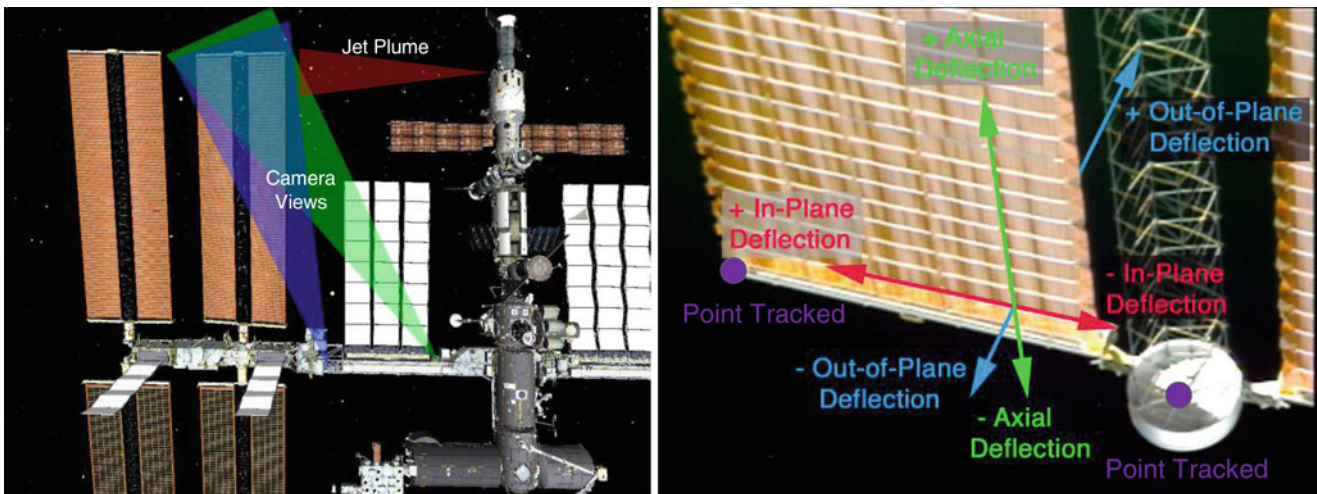 Jet Plume
Camera
Views
+ Axial
Deflection
+ Out-of-Plane
Deflection
+ In-Plane
Deflection
- In-Plane
Deflection
Point Tracked
- Out-of-Plane
Deflection
- Axial
Deflection
Point Tracked